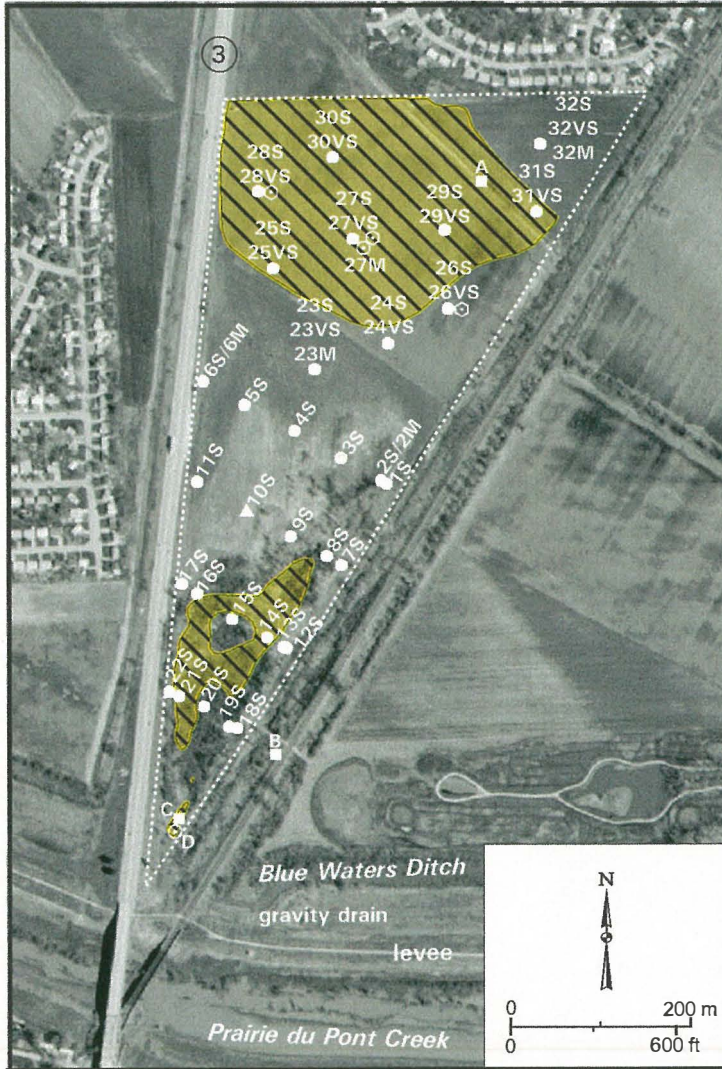 3
32S
32VS
32M
30S
30VS
28S
28VS
A
31S
31VS
27S
27VS
27M
29S
29VS
25S
25VS
26S
26VS
23S
23VS
23M
24S
24VS
6S/6M
5S
4S
3S
2S/2M
1S
11S
10S
9S
8S
7S
17S
16S
15S
14S
13S
12S
22S
21S
20S
19S
18S
B
C
D
Blue Waters Ditch
gravity drain
levee
Prairie du Pont Creek
N
0 200 m
0 600 ft